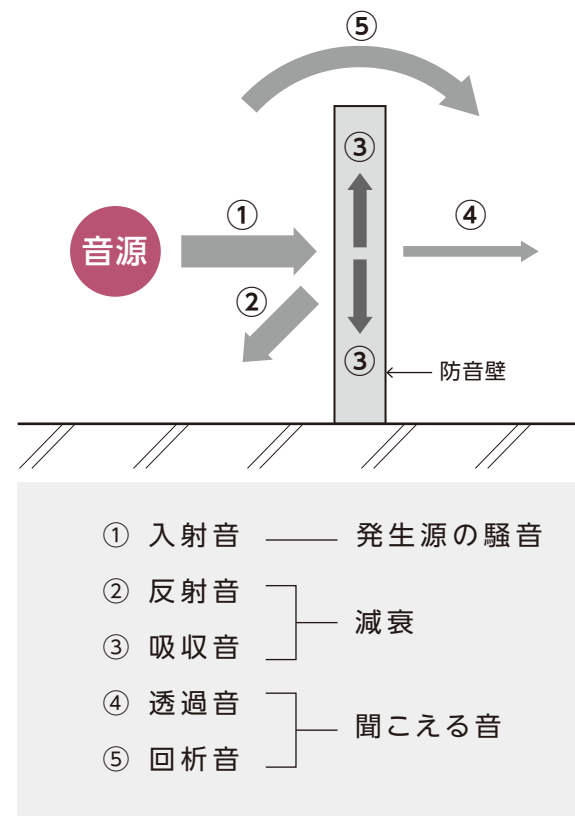 ⑤
③
①
④
音源
②
③
防音壁
① 入射音 発生源の騒音
② 反射音
減衰
③ 吸収音
④ 透過音
聞こえる音
⑤ 回析音